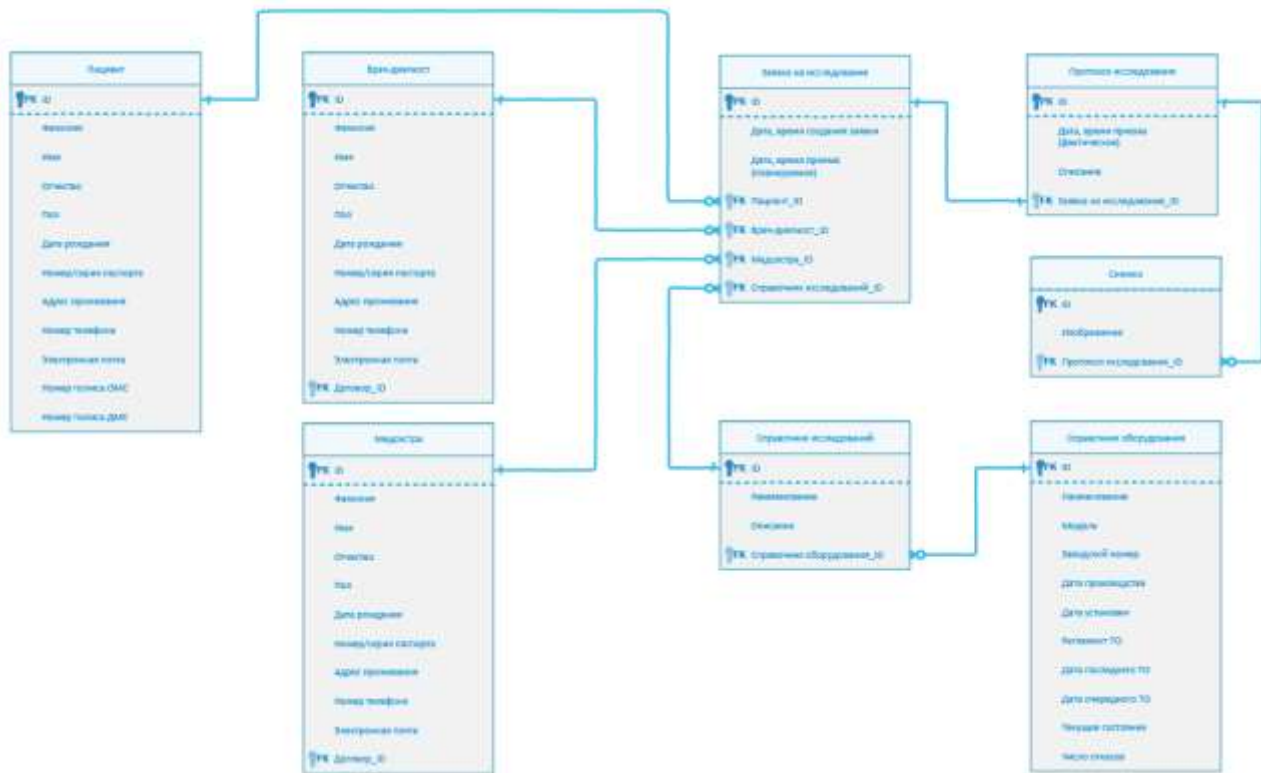 Пациент
PK ID
Фамилия
Имя
Отчество
Пол
Дата рождения
Номер/серия паспорта
Адрес проживания
Номер телефона
Электронная почта
Номер полиса ОМС
Номер полиса ДМС
Врач-диагност
PK ID
Фамилия
Имя
Отчество
Пол
Дата рождения
Номер/серия паспорта
Адрес проживания
Номер телефона
Электронная почта
FK Договор_ID
Медсестра
PK ID
Фамилия
Имя
Отчество
Пол
Дата рождения
Номер/серия паспорта
Адрес проживания
Номер телефона
Электронная почта
FK Договор_ID
Заявка на исследование
PK ID
Дата, время создания заявки
Дата, время приема
(планируемое)
FK Пациент_ID
FK Врач-диагност_ID
FK Медсестра_ID
FK Справочник исследований_ID
Справочник исследований
PK ID
Наименование
Описание
FK Справочник оборудования_ID
Протокол исследования
PK ID
Дата, время приема
(фактическое)
Описание
FK Заявка на исследование_ID
Снимки
PK ID
Изображение
FK Протокол исследования_ID
Справочник оборудования
PK ID
Наименование
Модель
Заводской номер
Дата производства
Дата установки
Регламент ТО
Дата последнего ТО
Дата очередного ТО
Текущее состояние
Число отказов